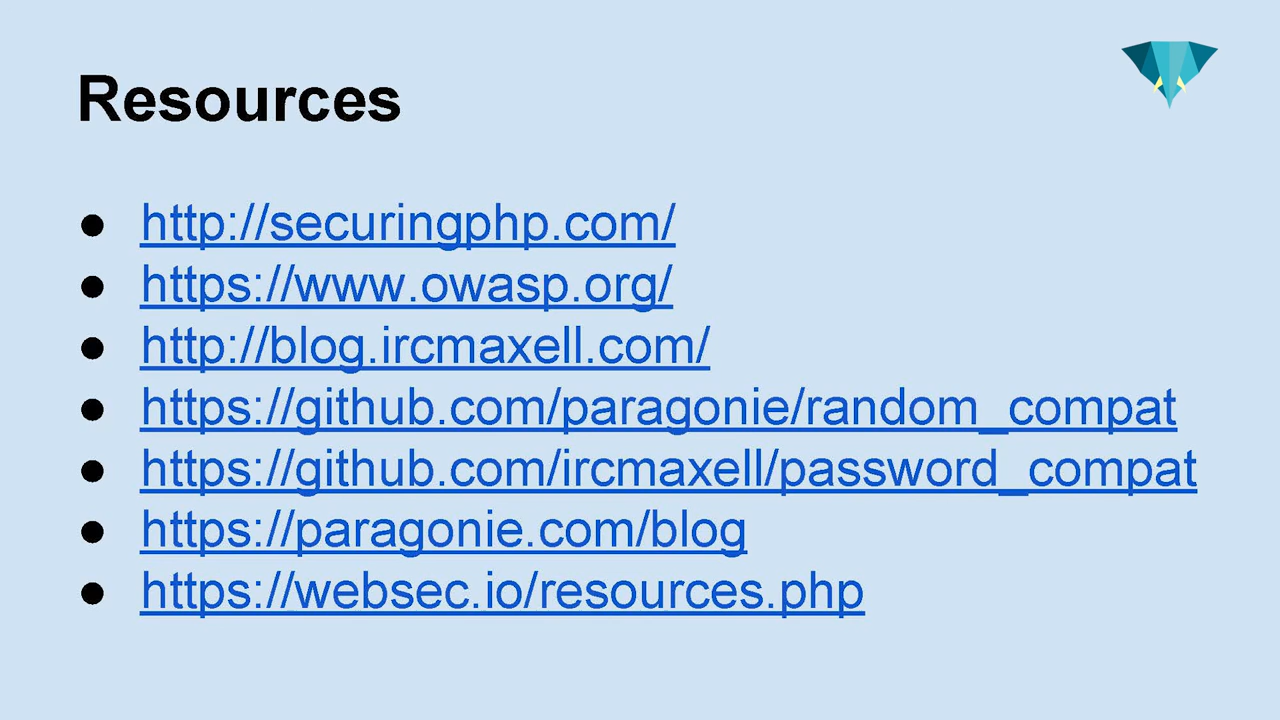 Resources
● http://securingphp.com/
● https://www.owasp.org/
● http://blog.ircmaxell.com/
● https://github.com/paragonie/random_compat
● https://github.com/ircmaxell/password_compat
● https://paragonie.com/blog
● https://websec.io/resources.php